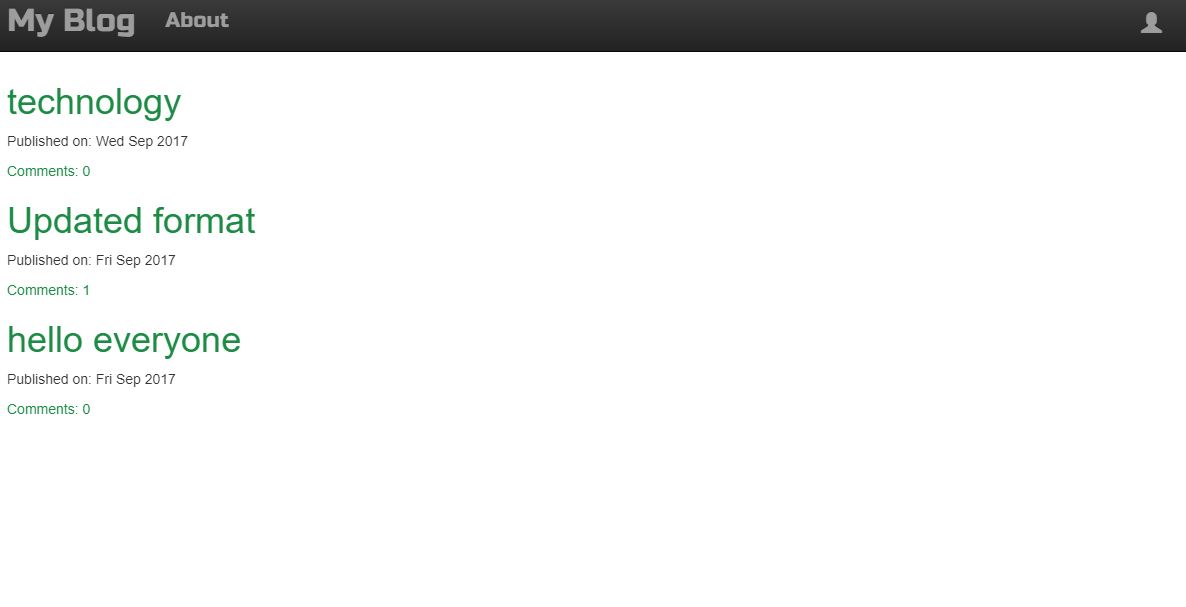 My Blog About
technology
Published on: Wed Sep 2017
Comments: 0
Updated format
Published on: Fri Sep 2017
Comments: 1
hello everyone
Published on: Fri Sep 2017
Comments: 0